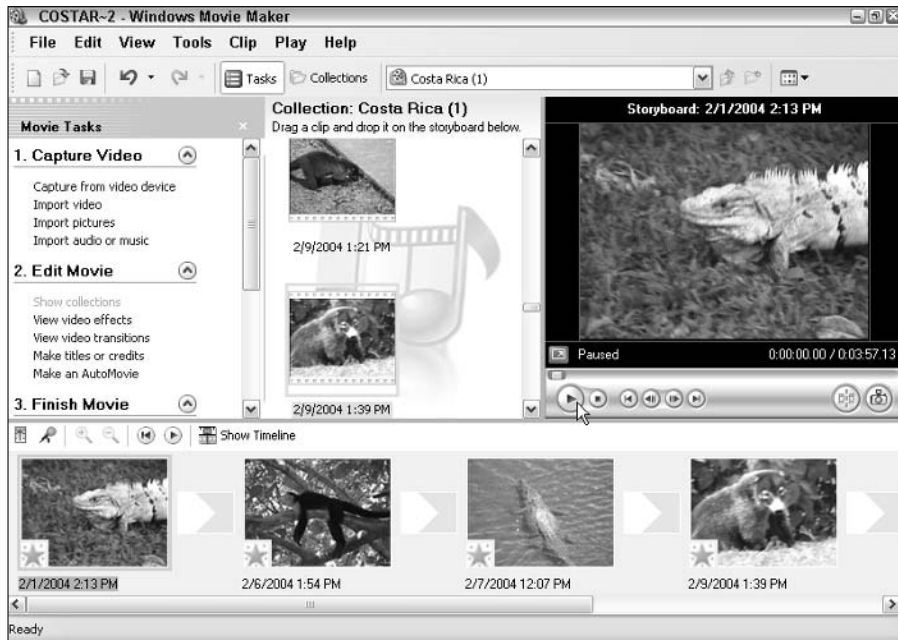 COSTAR~2 - Windows Movie Maker
File Edit View Tools Clip Play Help
Tasks Collections Costa Rica (1)
Movie Tasks
1. Capture Video
Capture from video device
Import video
Import pictures
Import audio or music
2. Edit Movie
Show collections
View video effects
View video transitions
Make titles or credits
Make an AutoMovie
3. Finish Movie
Collection: Costa Rica (1)
Drag a clip and drop it on the storyboard below.
2/9/2004 1:21 PM
2/9/2004 1:39 PM
Storyboard: 2/1/2004 2:13 PM
Paused 0:00:00.00 / 0:03:57.13
Show Timeline
2/1/2004 2:13 PM 2/6/2004 1:54 PM 2/7/2004 12:07 PM 2/9/2004 1:39 PM
Ready